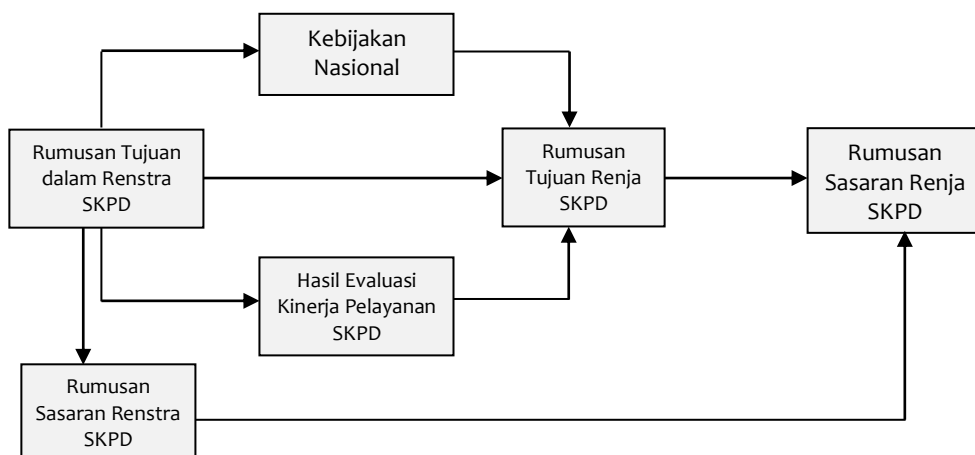 Kebijakan
Nasional
Rumusan Tujuan
dalam Renstra
SKPD
Rumusan
Tujuan Renja
SKPD
Rumusan
Sasaran Renja
SKPD
Hasil Evaluasi
Kinerja Pelayanan
SKPD
Rumusan
Sasaran Renstra
SKPD